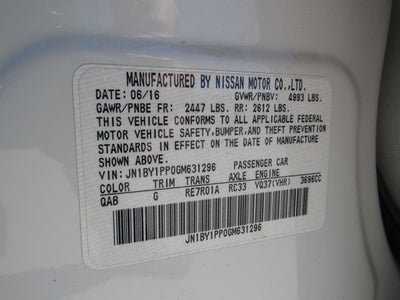 MANUFACTURED BY NISSAN MOTOR CO.,LTD.
DATE: 06/16 GVWR/PNBV: 4993 LBS.
GAWR/PNBE FR: 2447 LBS. RR: 2612 LBS.
THIS VEHICLE CONFORMS TO ALL APPLICABLE FEDERAL
MOTOR VEHICLE SAFETY, BUMPER, AND THEFT PREVENTION
STANDARDS IN EFFECT ON THE DATE OF MANUFACTURE
SHOWN ABOVE.
VIN: JN1BY1PP0GM631296 PASSENGER CAR
COLOR TRIM TRANS AXLE ENGINE
QAB G RE7R01A RC33 VQ37(VHR) 3696CC
JN1BY1PP0GM631296